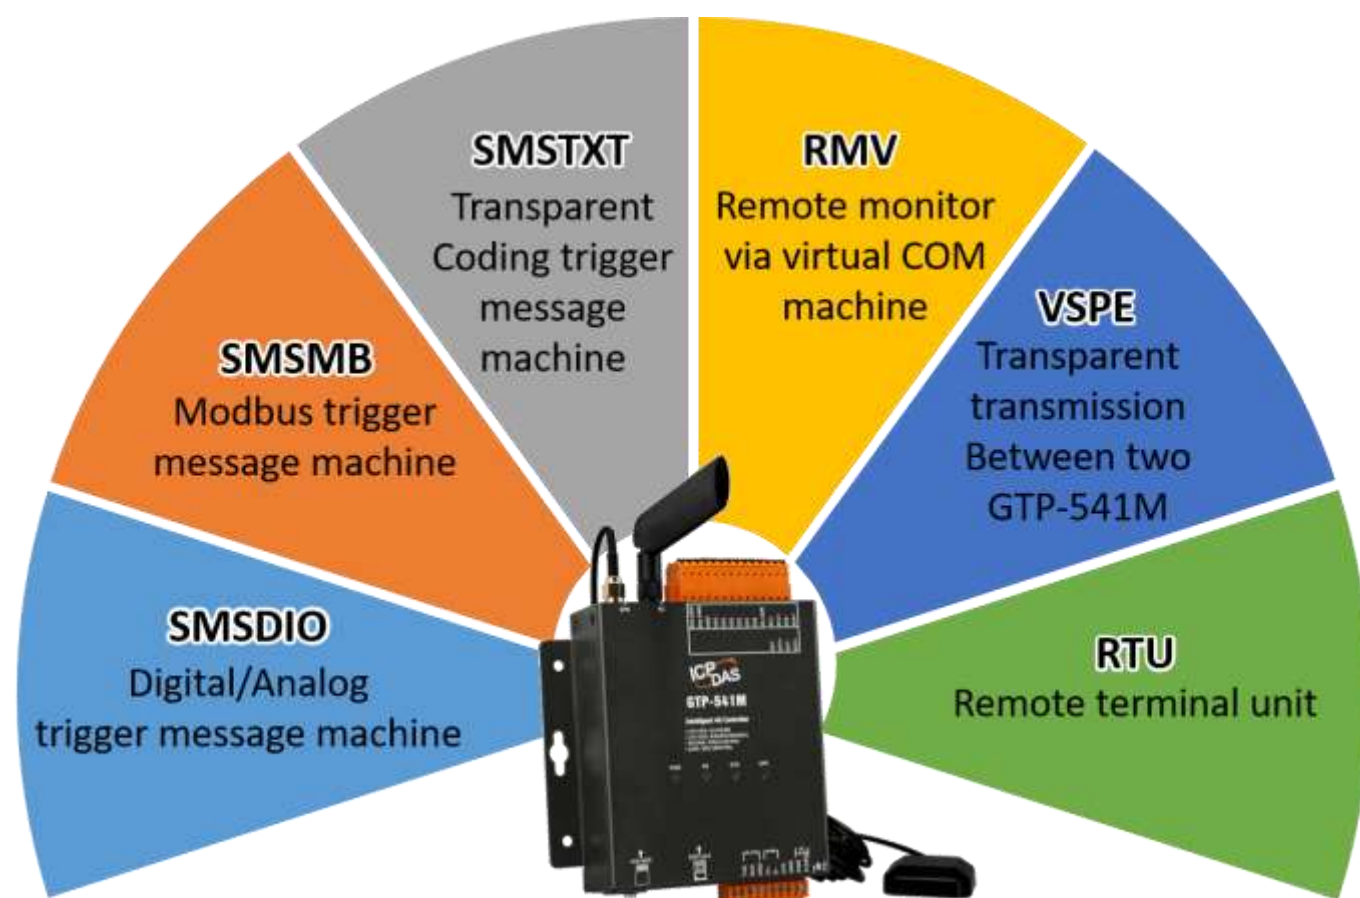 SMSTXT
Transparent
Coding trigger
message
machine
RMV
Remote monitor
via virtual COM
machine
VSPE
Transparent
transmission
Between two
GTP-541M
SMSMB
Modbus trigger
message machine
SMSDIO
Digital/Analog
trigger message machine
RTU
Remote terminal unit
ICP
DAS
GTP-541M